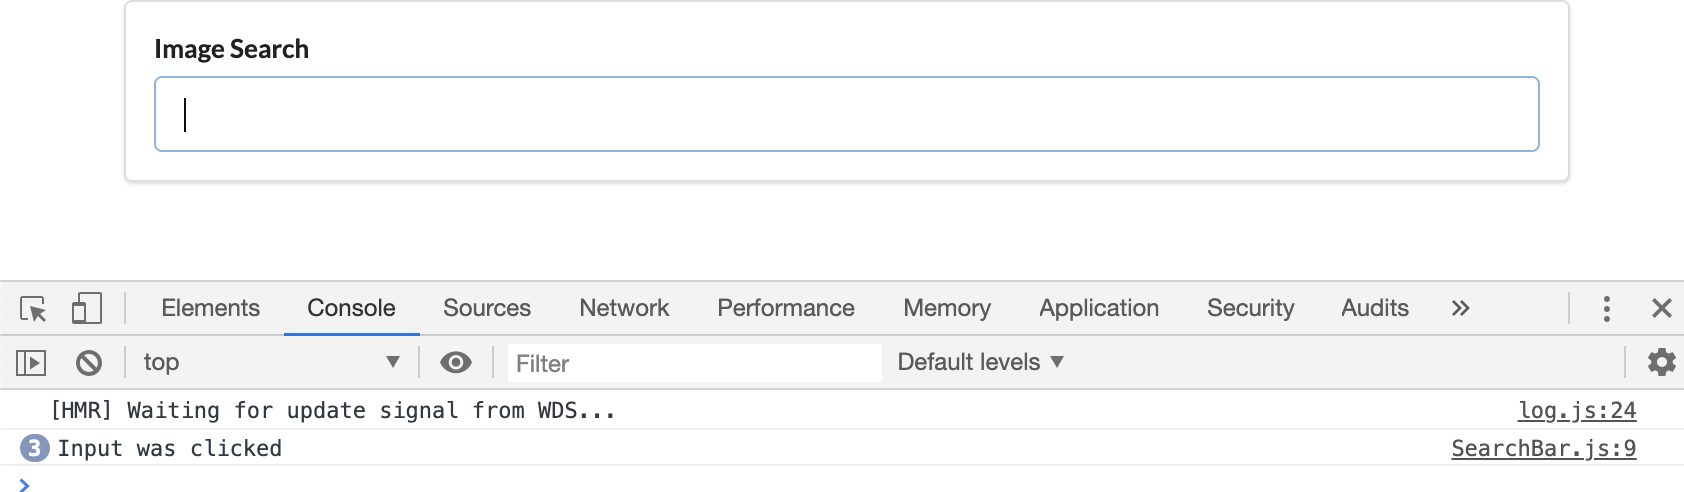 Image Search
Elements Console Sources Network Performance Memory Application Security Audits »
top ▼ Filter Default levels ▼
[HMR] Waiting for update signal from WDS... log.js:24
3 Input was clicked SearchBar.js:9
>